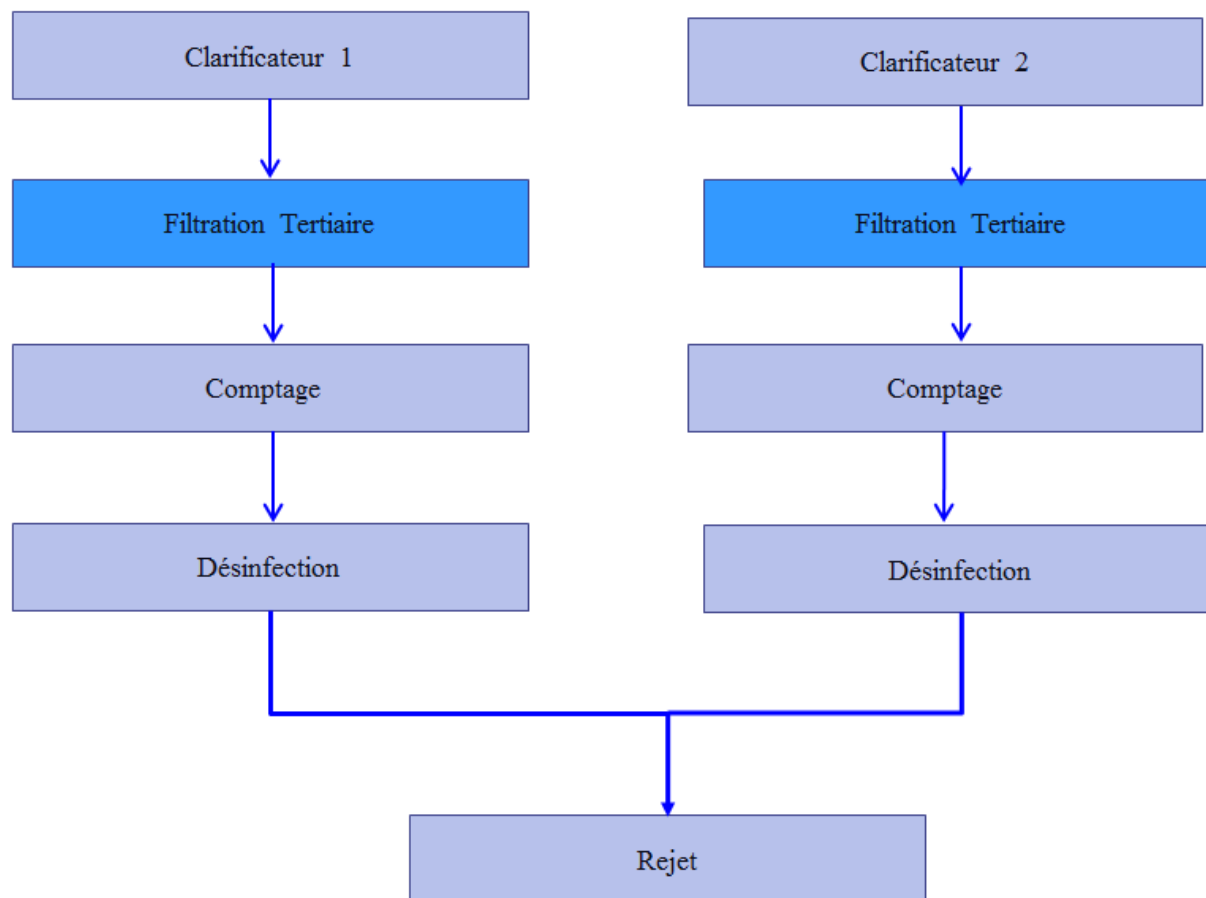 Clarificateur 1
Clarificateur 2
Filtration Tertiaire
Filtration Tertiaire
Comptage
Comptage
Désinfection
Désinfection
Rejet